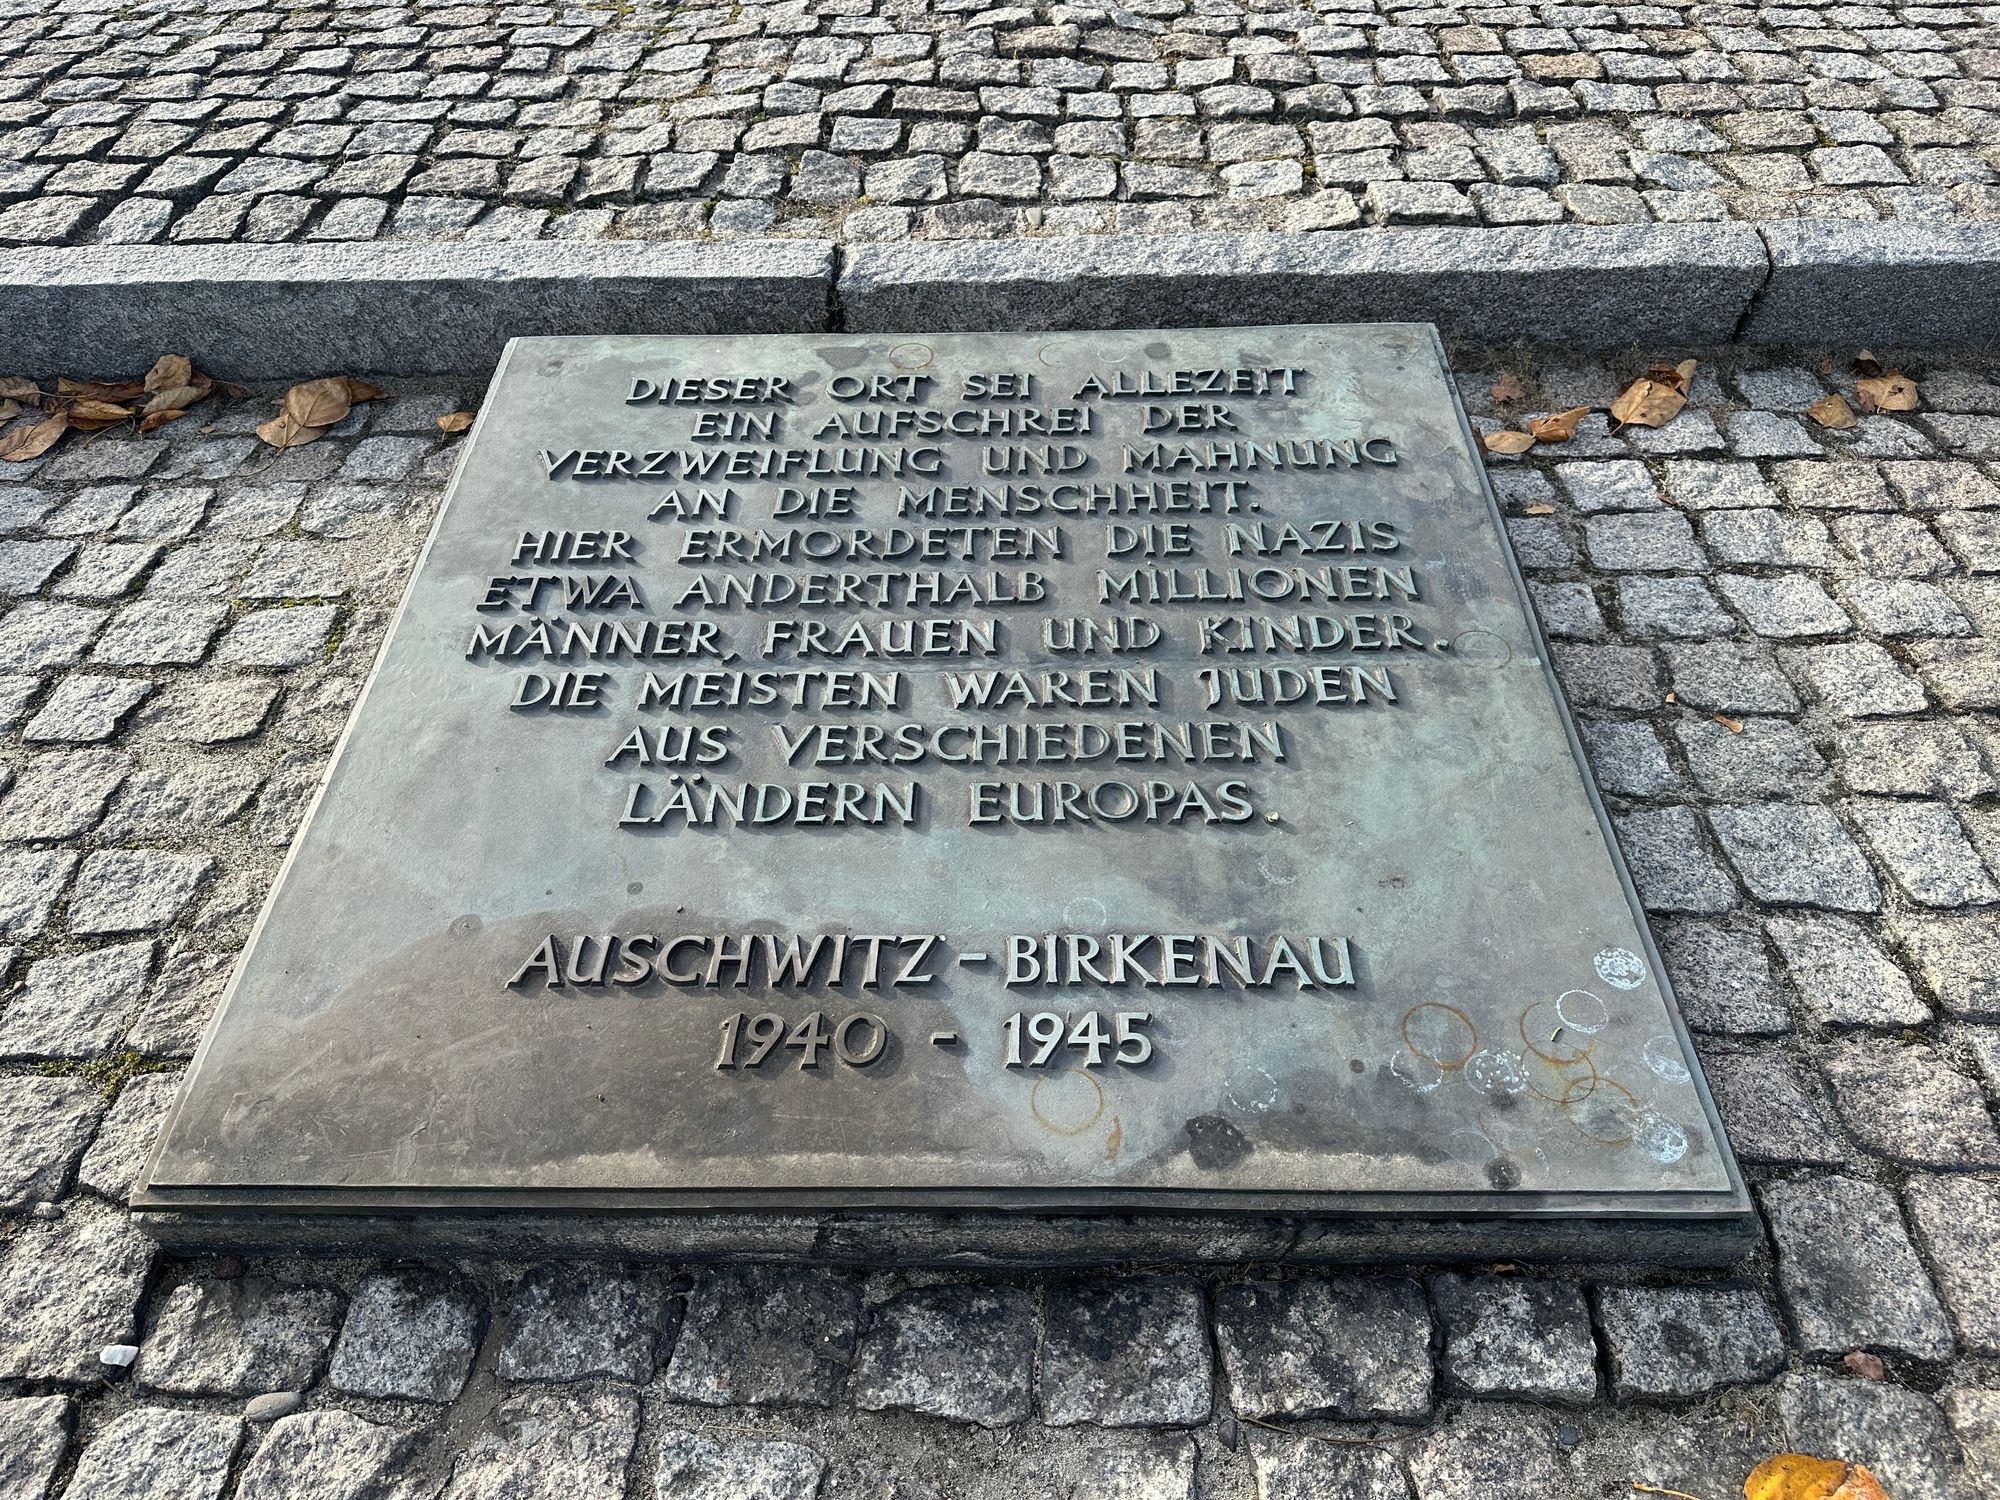 DIESER ORT SEI ALLEZEIT
EIN AUFSCHREI DER
VERZWEIFLUNG UND MAHNUNG
AN DIE MENSCHHEIT.
HIER ERMORDETEN DIE NAZIS
ETWA ANDERTHALB MILLIONEN
MÄNNER, FRAUEN UND KINDER.
DIE MEISTEN WAREN JUDEN
AUS VERSCHIEDENEN
LÄNDERN EUROPAS.
AUSCHWITZ - BIRKENAU
1940 - 1945